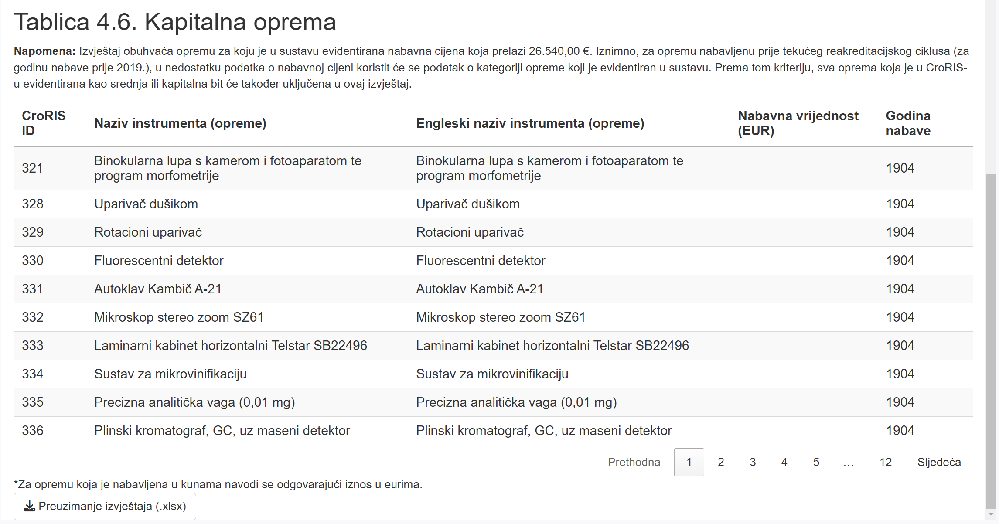 Tablica 4.6. Kapitalna oprema
Napomena: Izvještaj obuhvaća opremu za koju je u sustavu evidentirana nabavna cijena koja prelazi 26.540,00 €. Iznimno, za opremu nabavljenu prije tekućeg reakreditacijskog ciklusa (za
godinu nabave prije 2019.), u nedostatku podatka o nabavnoj cijeni koristit će se podatak o kategoriji opreme koji je evidentiran u sustavu. Prema tom kriteriju, sva oprema koja je u CroRIS-
u evidentirana kao srednja ili kapitalna bit će također uključena u ovaj izvještaj.
CroRIS ID Naziv instrumenta (opreme) Engleski naziv instrumenta (opreme) Nabavna vrijednost (EUR) Godina nabave
321 Binokularna lupa s kamerom i fotoaparatom te program morfometrije Binokularna lupa s kamerom i fotoaparatom te program morfometrije 1904
328 Uparivač dušikom Uparivač dušikom 1904
329 Rotacioni uparivač Rotacioni uparivač 1904
330 Fluorescentni detektor Fluorescentni detektor 1904
331 Autoklav Kambič A-21 Autoklav Kambič A-21 1904
332 Mikroskop stereo zoom SZ61 Mikroskop stereo zoom SZ61 1904
333 Laminarni kabinet horizontalni Telstar SB22496 Laminarni kabinet horizontalni Telstar SB22496 1904
334 Sustav za mikrovinifikaciju Sustav za mikrovinifikaciju 1904
335 Precizna analitička vaga (0,01 mg) Precizna analitička vaga (0,01 mg) 1904
336 Plinski kromatograf, GC, uz maseni detektor Plinski kromatograf, GC, uz maseni detektor 1904
Prethodna 1 2 3 4 5 … 12 Sljedeća
*Za opremu koja je nabavljena u kunama navodi se odgovarajući iznos u eurima.
Preuzimanje izvještaja (.xlsx)